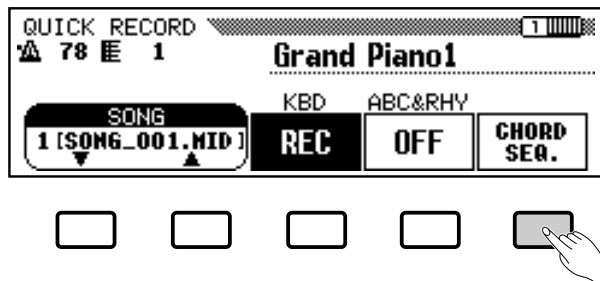 QUICK RECORD 1
78 1 Grand Piano1
KBD ABC&RHY
SONG
1 [SONG_001.MID] REC OFF CHORD
SEQ.